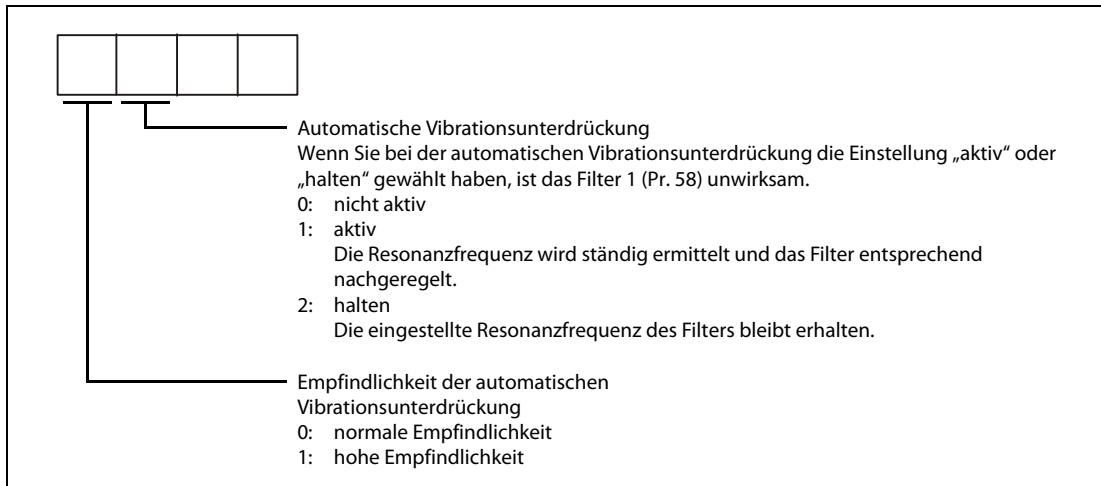 Automatische Vibrationsunterdrückung
Wenn Sie bei der automatischen Vibrationsunterdrückung die Einstellung „aktiv“ oder
„halten“ gewählt haben, ist das Filter 1 (Pr. 58) unwirksam.
0: nicht aktiv
1: aktiv
Die Resonanzfrequenz wird ständig ermittelt und das Filter entsprechend
nachgeregelt.
2: halten
Die eingestellte Resonanzfrequenz des Filters bleibt erhalten.
Empfindlichkeit der automatischen
Vibrationsunterdrückung
0: normale Empfindlichkeit
1: hohe Empfindlichkeit